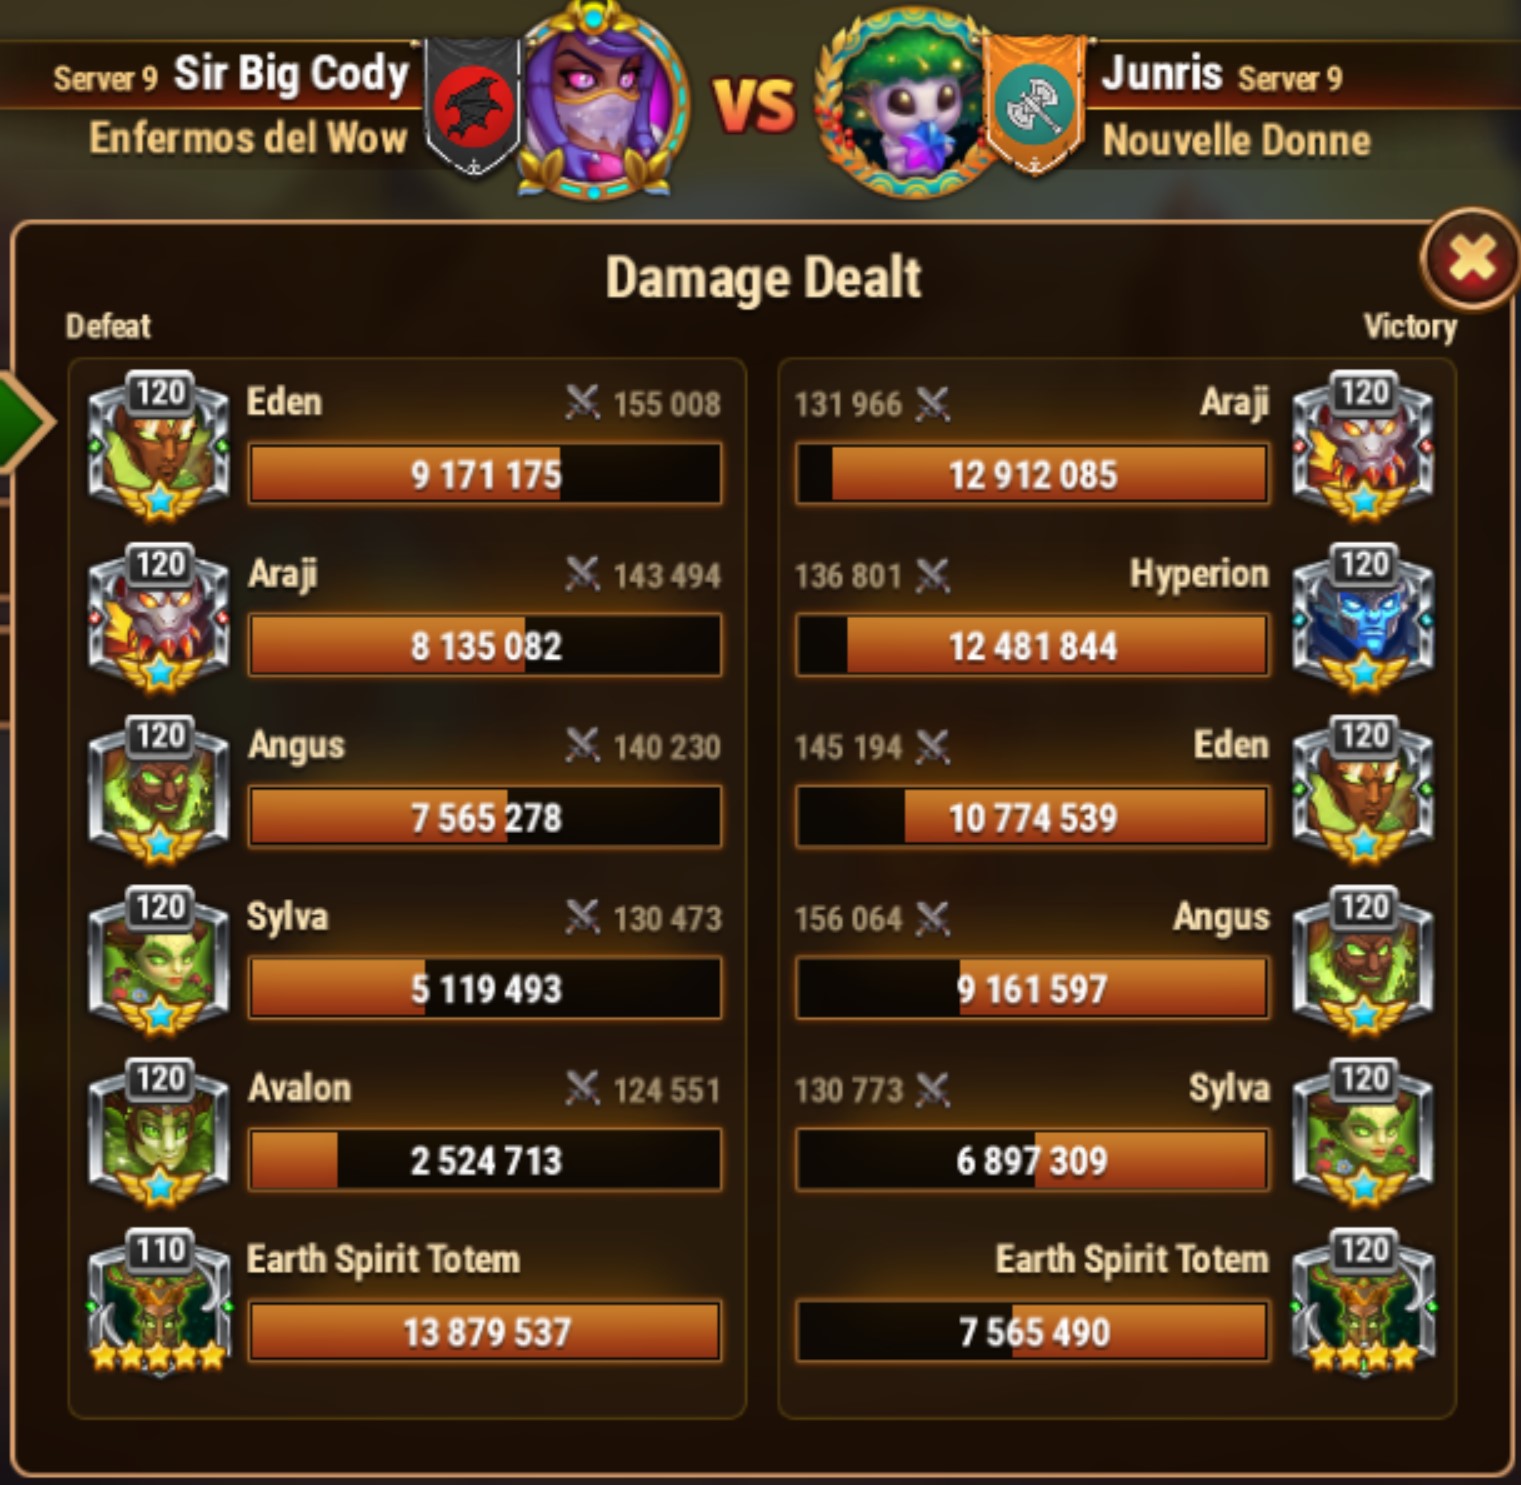 Server 9 Sir Big Cody
Enfermos del Wow
VS
Junris Server 9
Nouvelle Donne
Damage Dealt
Defeat
Victory
120
Eden
155 008
9 171 175
120
Araji
143 494
8 135 082
120
Angus
140 230
7 565 278
120
Sylva
130 473
5 119 493
120
Avalon
124 551
2 524 713
110
Earth Spirit Totem
13 879 537
131 966
Araji
120
12 912 085
136 801
Hyperion
120
12 481 844
145 194
Eden
120
10 774 539
156 064
Angus
120
9 161 597
130 773
Sylva
120
6 897 309
Earth Spirit Totem
120
7 565 490